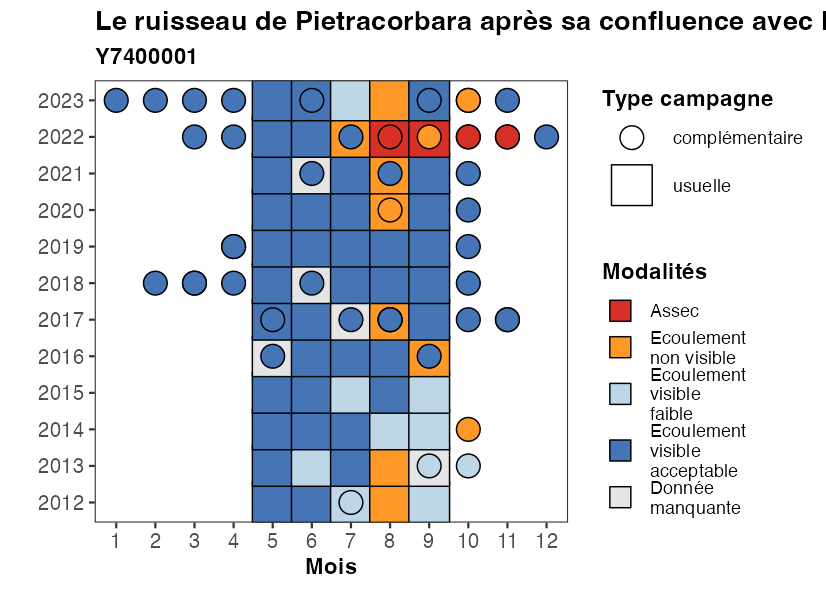 Le ruisseau de Pietracorbara après sa confluence avec l
Y7400001
2023
2022
2021
2020
2019
2018
2017
2016
2015
2014
2013
2012
1 2 3 4 5 6 7 8 9 10 11 12
Mois
Type campagne
complémentaire
usuelle
Modalités
Assec
Ecoulement
non visible
Ecoulement
visible
faible
Ecoulement
visible
acceptable
Donnée
manquante